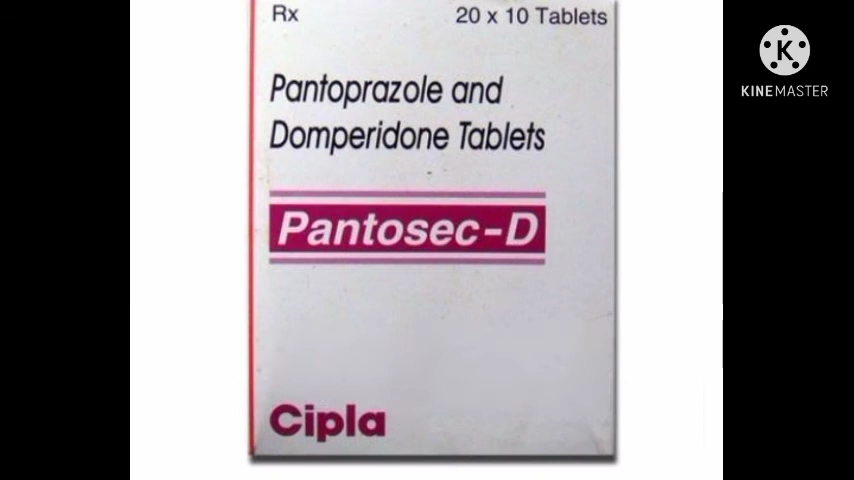 Rx
20 x 10 Tablets
Pantoprazole and
Domperidone Tablets
Pantosec-D
Cipla
K
KINEMASTER